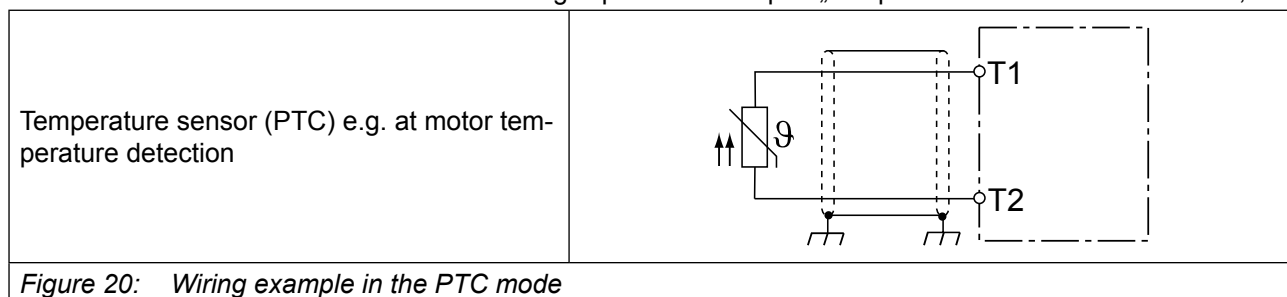 Temperature sensor (PTC) e.g. at motor tem-
perature detection
T1
ϑ
T2
Figure 20: Wiring example in the PTC mode